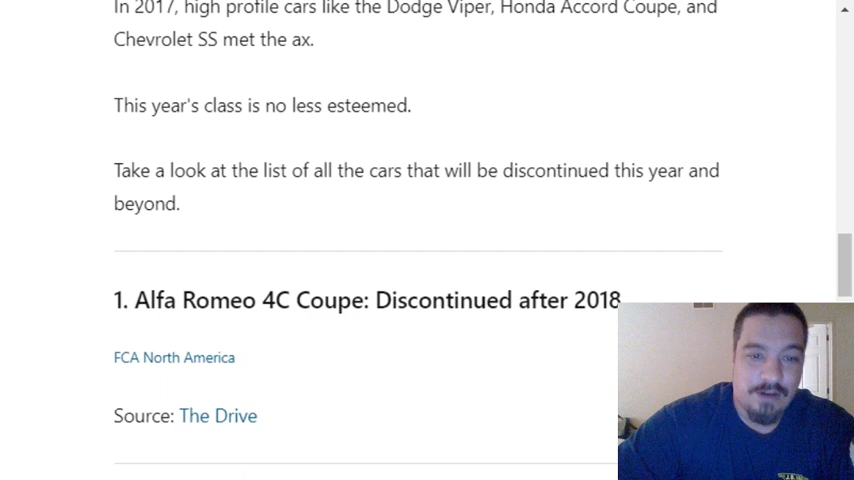 In 2017, high profile cars like the Dodge Viper, Honda Accord Coupe, and
Chevrolet SS met the ax.
This year's class is no less esteemed.
Take a look at the list of all the cars that will be discontinued this year and
beyond.
1. Alfa Romeo 4C Coupe: Discontinued after 2018
FCA North America
Source: The Drive